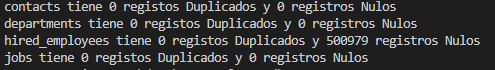 contacts tiene 0 registos Duplicados y 0 registros Nulos
departments tiene 0 registos Duplicados y 0 registros Nulos
hired_employees tiene 0 registos Duplicados y 500979 registros Nulos
jobs tiene 0 registos Duplicados y 0 registros Nulos